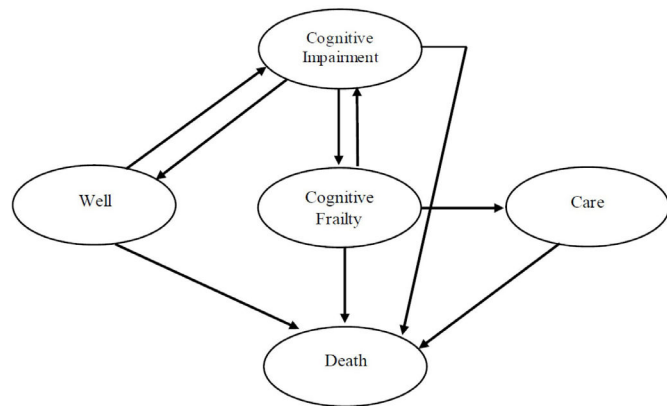 Cognitive
Impairment
Well
Cognitive
Frailty
Care
Death